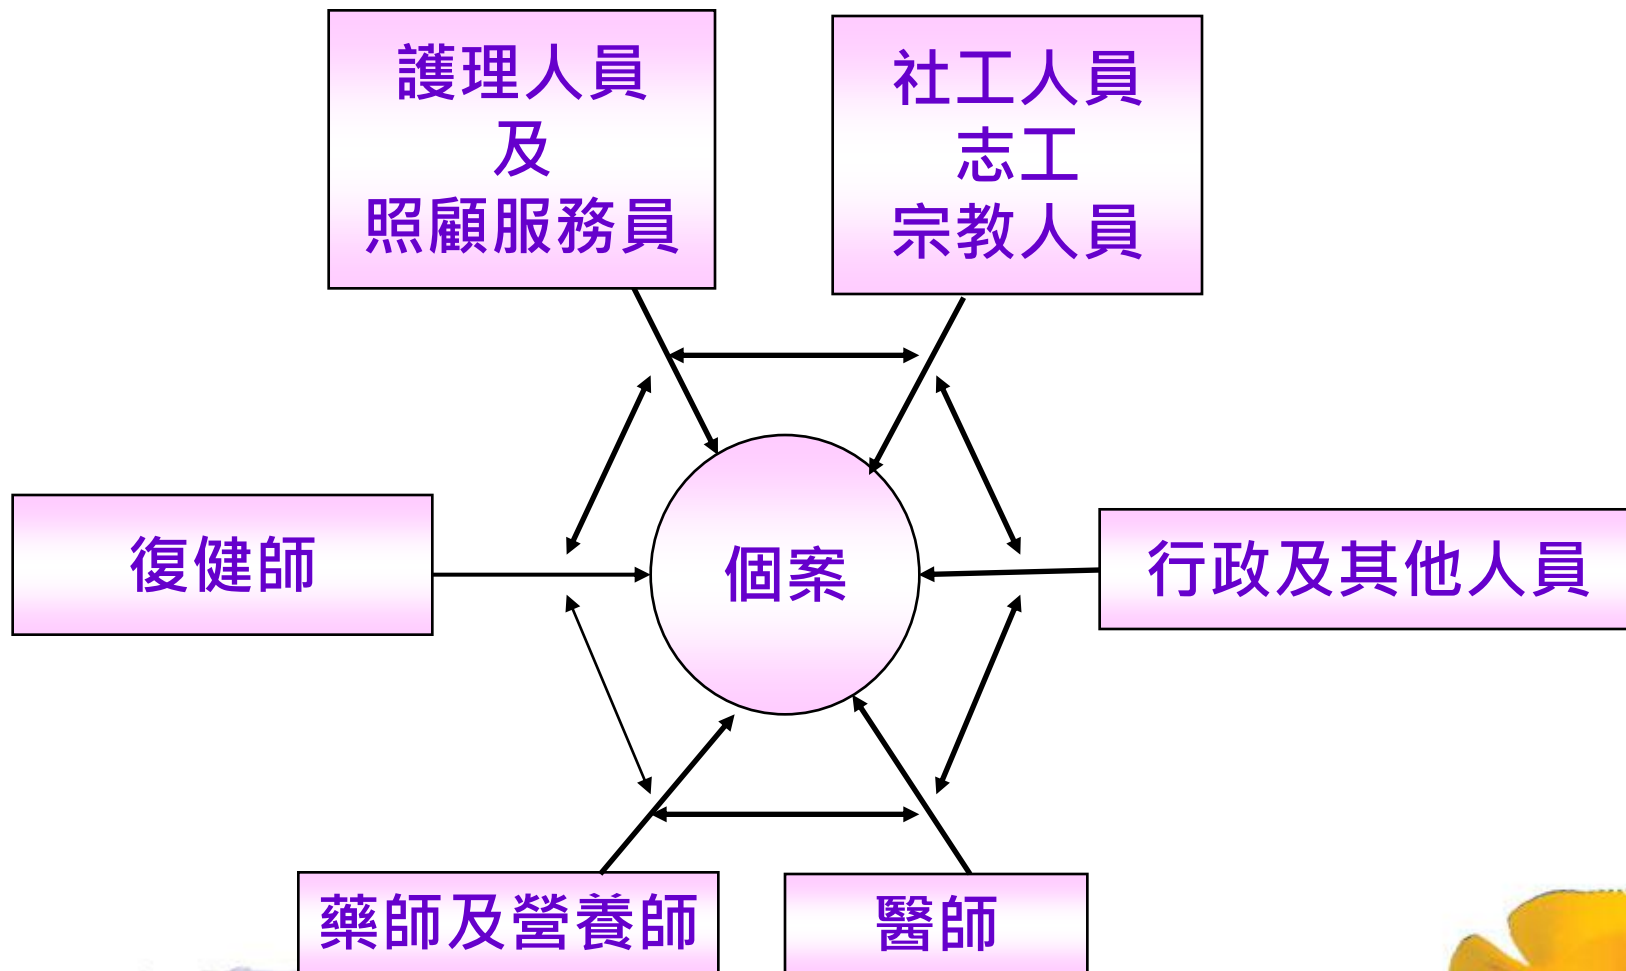 護理人員
及
照顧服務員
社工人員
志工
宗教人員
復健師
個案
行政及其他人員
藥師及營養師
醫師